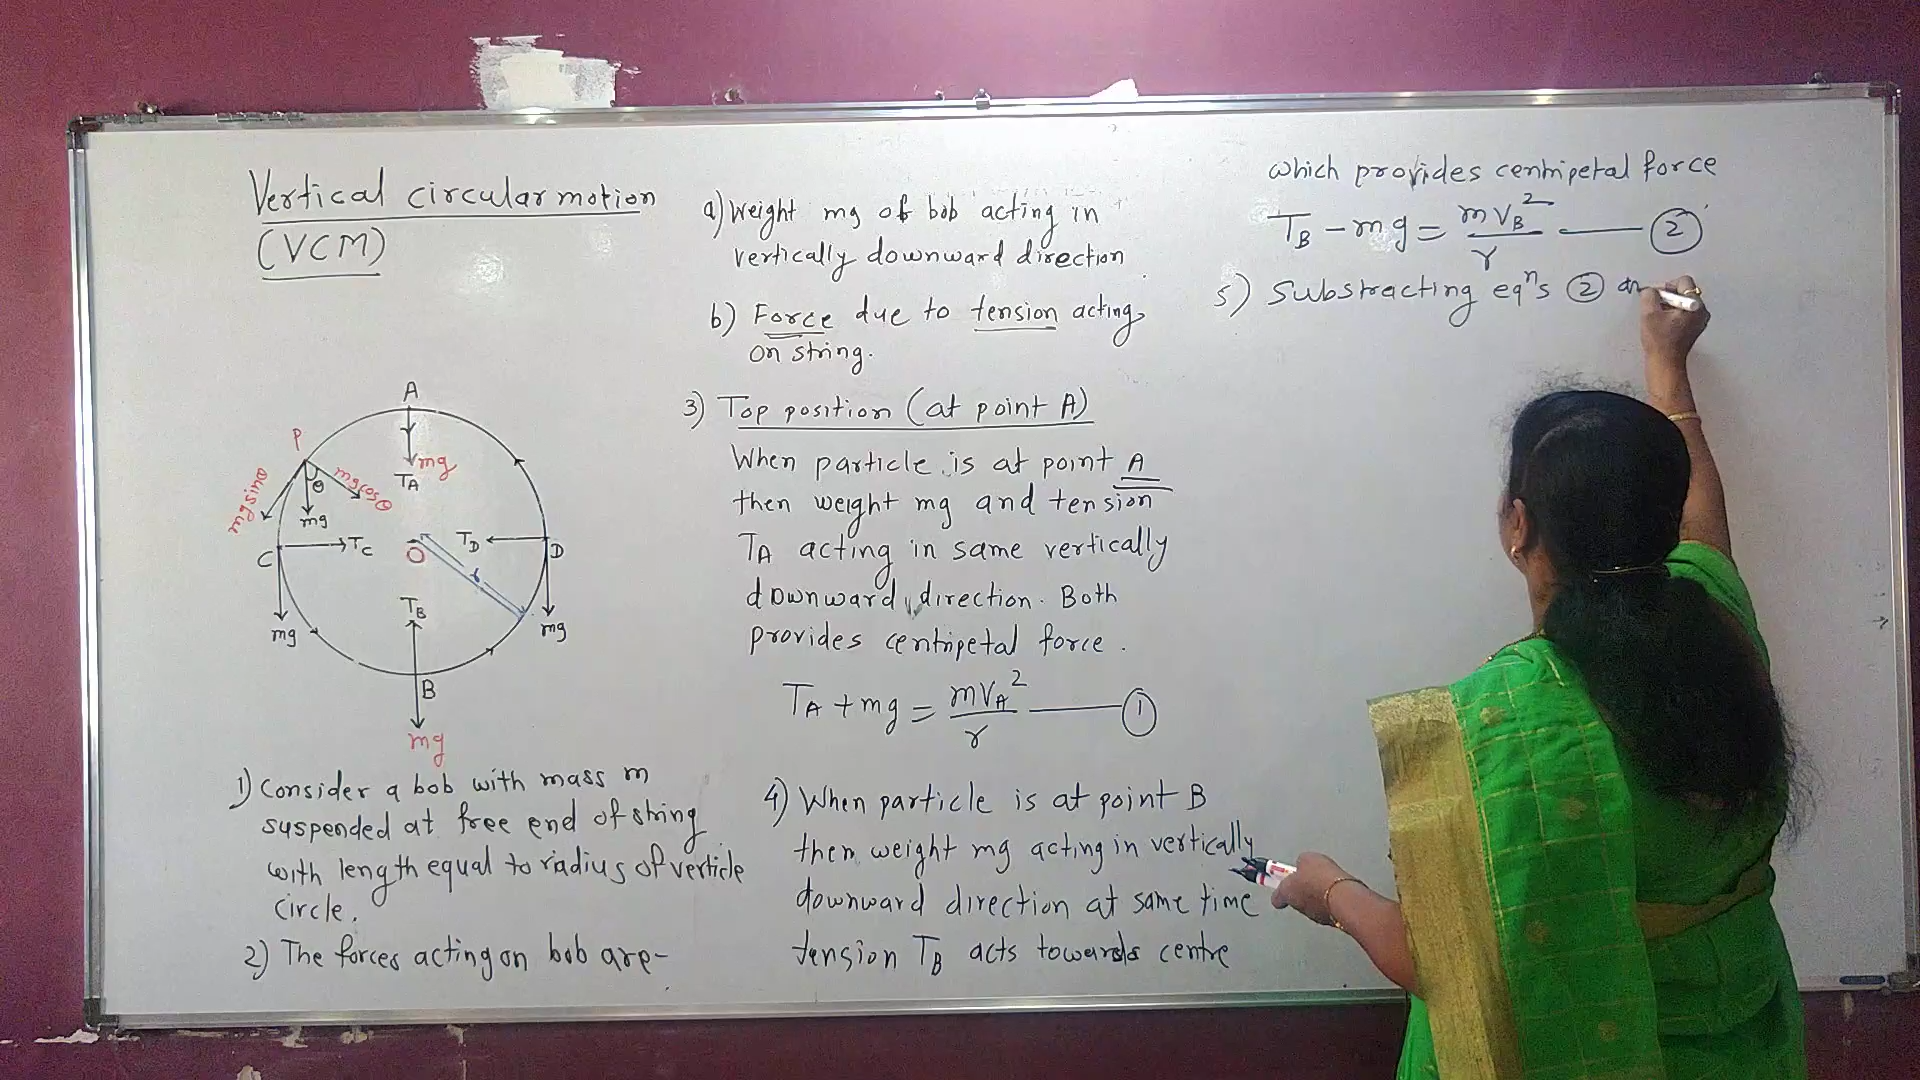 Vertical circular motion
(VCM)
A
P
mg
TA
θ
mgcosθ
mgsinθ
mg
C
TC
O
TD
D
r
TB
mg
mg
B
mg
1) Consider a bob with mass m
suspended at free end of string
with length equal to radius of verticle
circle.
2) The forces acting on bob are-
a) Weight mg of bob acting in
vertically downward direction
b) Force due to tension acting
on string.
3) Top position (at point A)
When particle is at point A
then weight mg and tension
TA acting in same vertically
downward direction. Both
provides centripetal force.
TA + mg = mVA²/r —— ①
4) When particle is at point B
then weight mg acting in vertically
downward direction at same time
tension TB acts towards centre
which provides centripetal force
TB - mg = mVB²/r —— ②
5) Substracting eqⁿs ② an